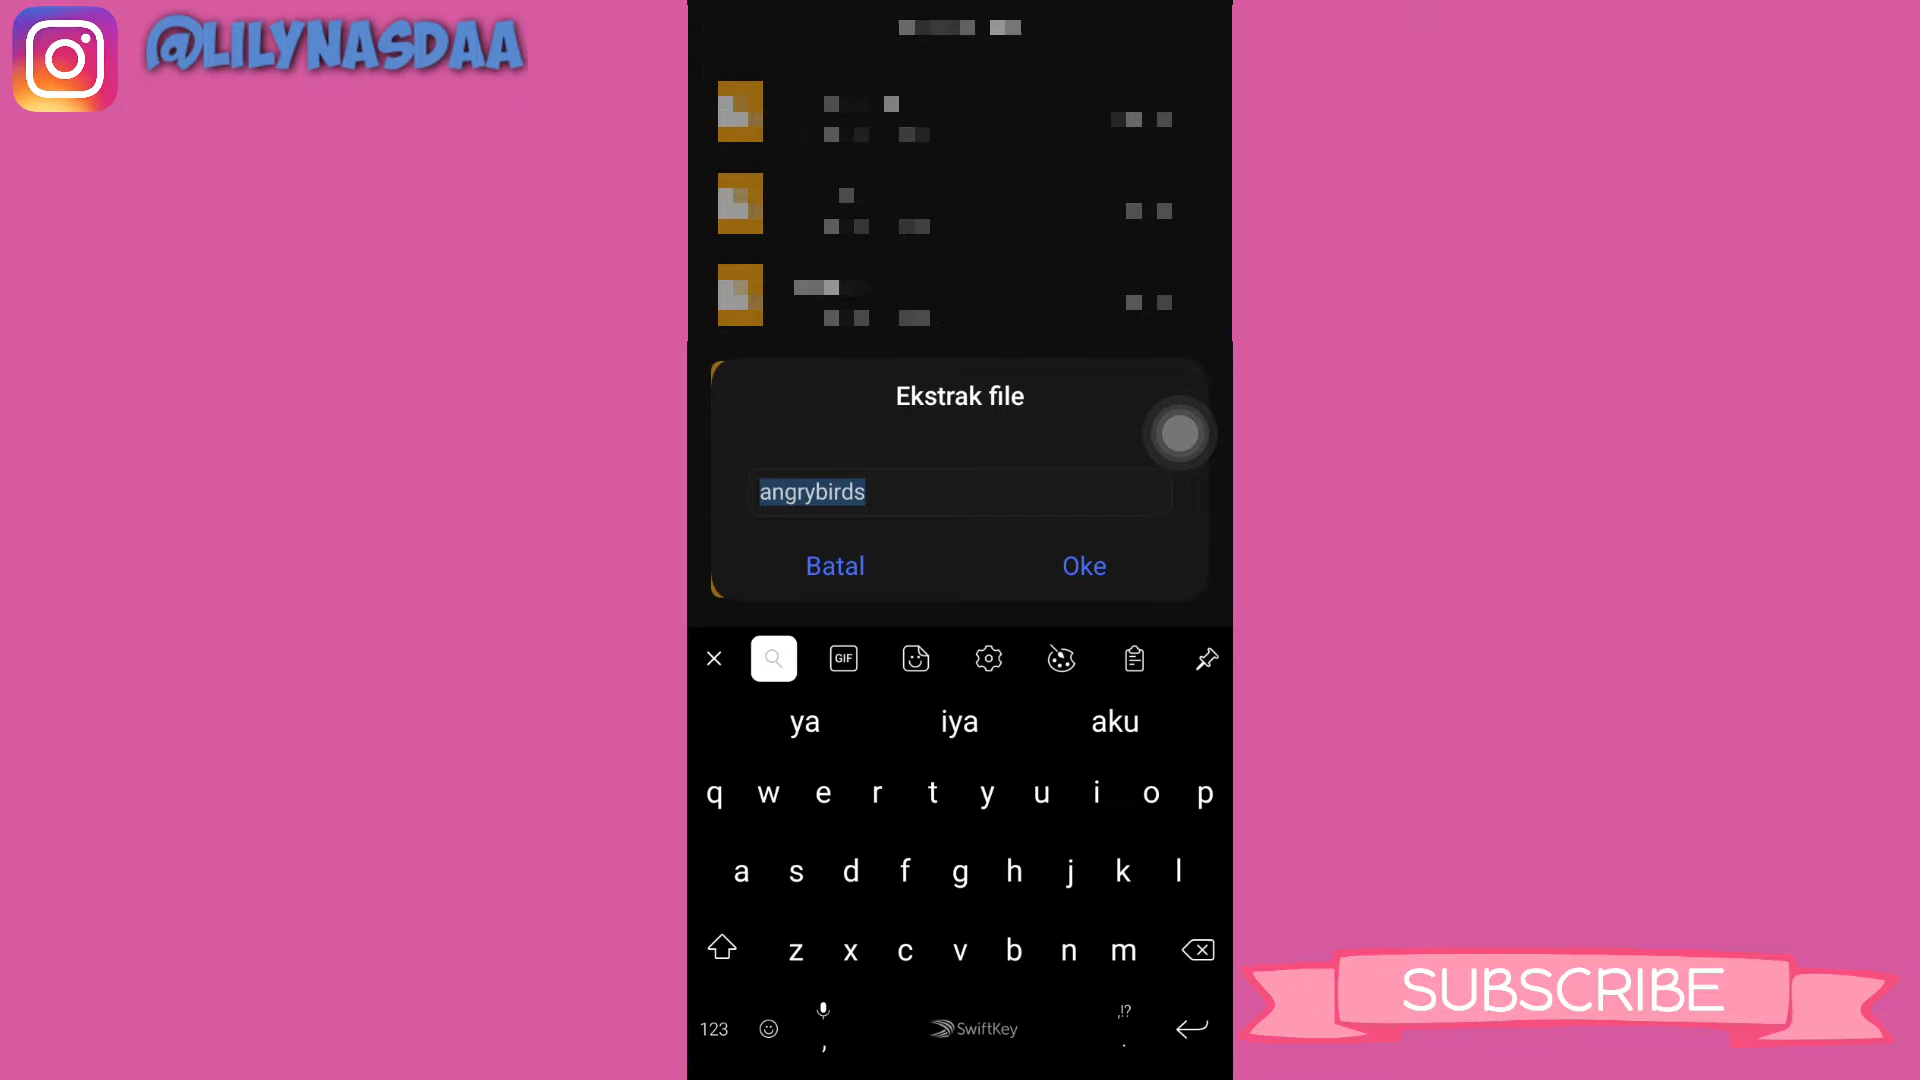 @LILYNASDAA
Ekstrak file
angrybirds
Batal Oke
GIF
ya iya aku
q w e r t y u i o p
a s d f g h j k l
z x c v b n m
,!?
123 , SwiftKey .
SUBSCRIBE